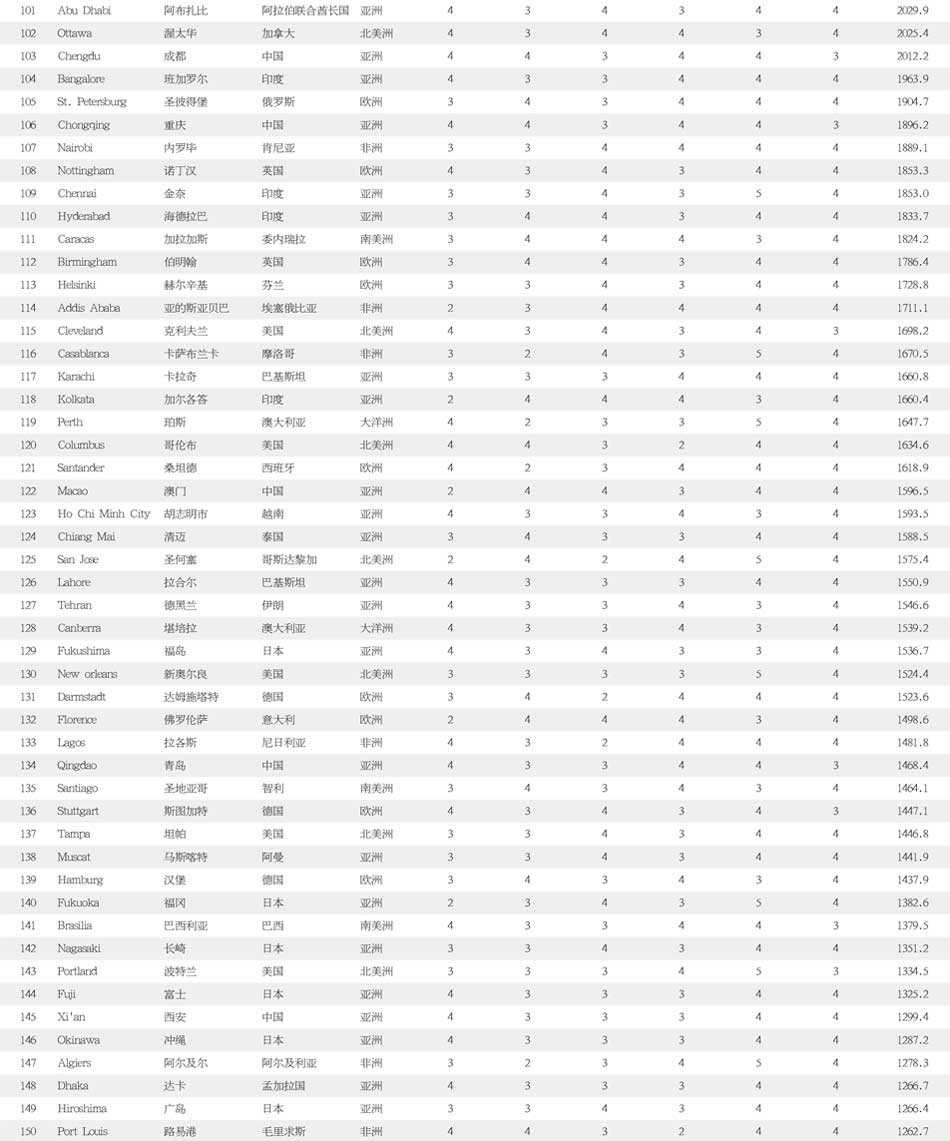 101 Abu Dhabi 阿布扎比 阿拉伯联合酋长国 亚洲 4 3 4 3 4 4 2029.9
102 Ottawa 渥太华 加拿大 北美洲 4 3 4 4 3 4 2025.4
103 Chengdu 成都 中国 亚洲 4 4 3 4 4 3 2012.2
104 Bangalore 班加罗尔 印度 亚洲 4 3 3 4 4 4 1963.9
105 St. Petersburg 圣彼得堡 俄罗斯 欧洲 3 4 3 4 4 4 1904.7
106 Chongqing 重庆 中国 亚洲 4 4 3 4 4 3 1896.2
107 Nairobi 内罗毕 肯尼亚 非洲 3 3 4 4 4 4 1889.1
108 Nottingham 诺丁汉 英国 欧洲 4 3 4 3 4 4 1853.3
109 Chennai 金奈 印度 亚洲 3 3 4 3 5 4 1853.0
110 Hyderabad 海德拉巴 印度 亚洲 3 4 4 3 4 4 1833.7
111 Caracas 加拉加斯 委内瑞拉 南美洲 3 4 4 4 3 4 1824.2
112 Birmingham 伯明翰 英国 欧洲 3 4 4 3 4 4 1786.4
113 Helsinki 赫尔辛基 芬兰 欧洲 3 3 4 3 4 4 1728.8
114 Addis Ababa 亚的斯亚贝巴 埃塞俄比亚 非洲 2 3 4 4 4 4 1711.1
115 Cleveland 克利夫兰 美国 北美洲 4 3 4 3 4 3 1698.2
116 Casablanca 卡萨布兰卡 摩洛哥 非洲 3 2 4 3 5 4 1670.5
117 Karachi 卡拉奇 巴基斯坦 亚洲 3 3 3 4 4 4 1660.8
118 Kolkata 加尔各答 印度 亚洲 2 4 4 4 3 4 1660.4
119 Perth 珀斯 澳大利亚 大洋洲 4 2 3 3 5 4 1647.7
120 Columbus 哥伦布 美国 北美洲 4 4 3 2 4 4 1634.6
121 Santander 桑坦德 西班牙 欧洲 4 2 3 4 4 4 1618.9
122 Macao 澳门 中国 亚洲 2 4 4 3 4 4 1596.5
123 Ho Chi Minh City 胡志明市 越南 亚洲 4 3 3 4 3 4 1593.5
124 Chiang Mai 清迈 泰国 亚洲 3 4 3 3 4 4 1588.5
125 San Jose 圣何塞 哥斯达黎加 北美洲 2 4 2 4 5 4 1575.4
126 Lahore 拉合尔 巴基斯坦 亚洲 4 3 3 3 4 4 1550.9
127 Tehran 德黑兰 伊朗 亚洲 4 3 3 4 3 4 1546.6
128 Canberra 堪培拉 澳大利亚 大洋洲 4 3 3 4 3 4 1539.2
129 Fukushima 福岛 日本 亚洲 4 3 4 3 3 4 1536.7
130 New orleans 新奥尔良 美国 北美洲 3 3 3 3 5 4 1524.4
131 Darmstadt 达姆施塔特 德国 欧洲 3 4 2 4 4 4 1523.6
132 Florence 佛罗伦萨 意大利 欧洲 2 4 4 4 3 4 1498.6
133 Lagos 拉各斯 尼日利亚 非洲 4 3 2 4 4 4 1481.8
134 Qingdao 青岛 中国 亚洲 4 3 3 4 4 3 1468.4
135 Santiago 圣地亚哥 智利 南美洲 3 4 3 4 3 4 1464.1
136 Stuttgart 斯图加特 德国 欧洲 4 3 4 3 4 3 1447.1
137 Tampa 坦帕 美国 北美洲 3 3 4 3 4 4 1446.8
138 Muscat 马斯喀特 阿曼 亚洲 3 3 4 3 4 4 1441.9
139 Hamburg 汉堡 德国 欧洲 3 4 3 4 3 4 1437.9
140 Fukuoka 福冈 日本 亚洲 2 3 4 3 5 4 1382.6
141 Brasilia 巴西利亚 巴西 南美洲 4 3 3 4 4 3 1379.5
142 Nagasaki 长崎 日本 亚洲 3 3 4 3 4 4 1351.2
143 Portland 波特兰 美国 北美洲 3 3 3 4 5 3 1334.5
144 Fuji 富士 日本 亚洲 4 3 3 3 4 4 1325.2
145 Xi'an 西安 中国 亚洲 4 3 3 3 4 4 1299.4
146 Okinawa 冲绳 日本 亚洲 4 3 3 3 4 4 1287.2
147 Algiers 阿尔及尔 阿尔及利亚 非洲 3 2 3 4 5 4 1278.3
148 Dhaka 达卡 孟加拉国 亚洲 4 3 3 3 4 4 1266.7
149 Hiroshima 广岛 日本 亚洲 3 3 4 3 4 4 1266.4
150 Port Louis 路易港 毛里求斯 非洲 4 4 3 2 4 4 1262.7